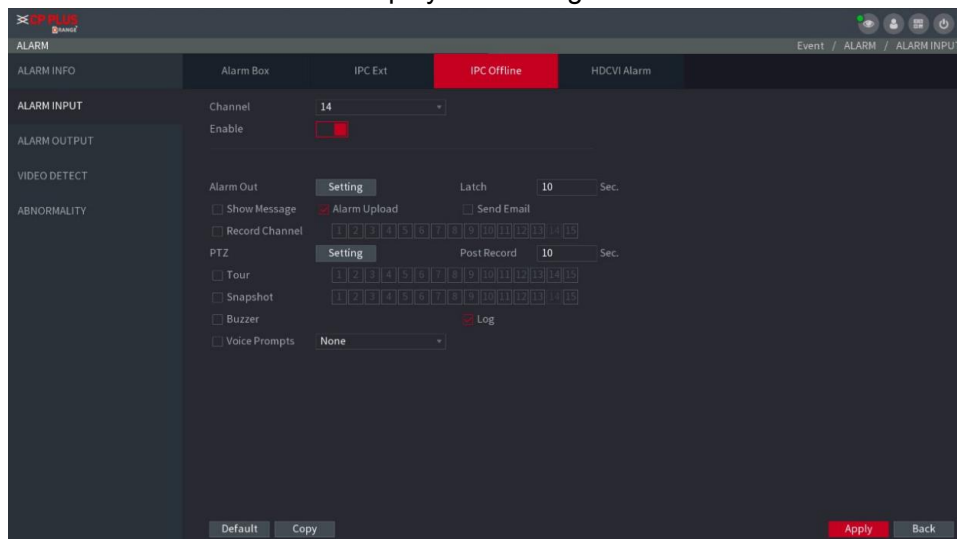 CP PLUS
ORANGE
ALARM
Event / ALARM / ALARM INPUT
ALARM INFO
Alarm Box
IPC Ext
IPC Offline
HDCVI Alarm
ALARM INPUT
Channel 14
Enable
ALARM OUTPUT
VIDEO DETECT
Alarm Out Setting Latch 10 Sec.
ABNORMALITY
Show Message Alarm Upload Send Email
Record Channel 1 2 3 4 5 6 7 8 9 10 11 12 13 14 15
PTZ Setting Post Record 10 Sec.
Tour 1 2 3 4 5 6 7 8 9 10 11 12 13 14 15
Snapshot 1 2 3 4 5 6 7 8 9 10 11 12 13 14 15
Buzzer Log
Voice Prompts None
Default Copy Apply Back